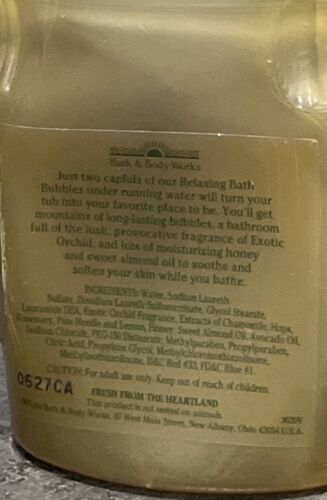 Bath & Body Works
Just two capfuls of our Relaxing Bath
Bubbles under running water will turn your
tub into your favorite place to be. You'll get
mountains of long-lasting bubbles, a bathroom
full of the lush, provocative fragrance of Exotic
Orchid, and lots of moisturizing honey
and sweet almond oil to soothe and
soften your skin while you bathe.
INGREDIENTS: Water, Sodium Laureth
Sulfate, Disodium Laureth Sulfosuccinate, Glycol Stearate,
Lauramide DEA, Exotic Orchid Fragrance, Extracts of Chamomile, Hops,
Rosemary, Pine Needle and Lemon, Honey, Sweet Almond Oil, Avocado Oil,
Sodium Chloride, PEG-150 Distearate, Methylparaben, Propylparaben,
Citric Acid, Propylene Glycol, Methylchloroisothiazolinone,
Methylisothiazolinone, D&C Red #33, FD&C Blue #1.
CAUTION: For adult use only. Keep out of reach of children.
0627CA
FRESH FROM THE HEARTLAND
This product is not tested on animals.
Bath & Body Works, 37 West Main Street, New Albany, Ohio 43054 U.S.A.